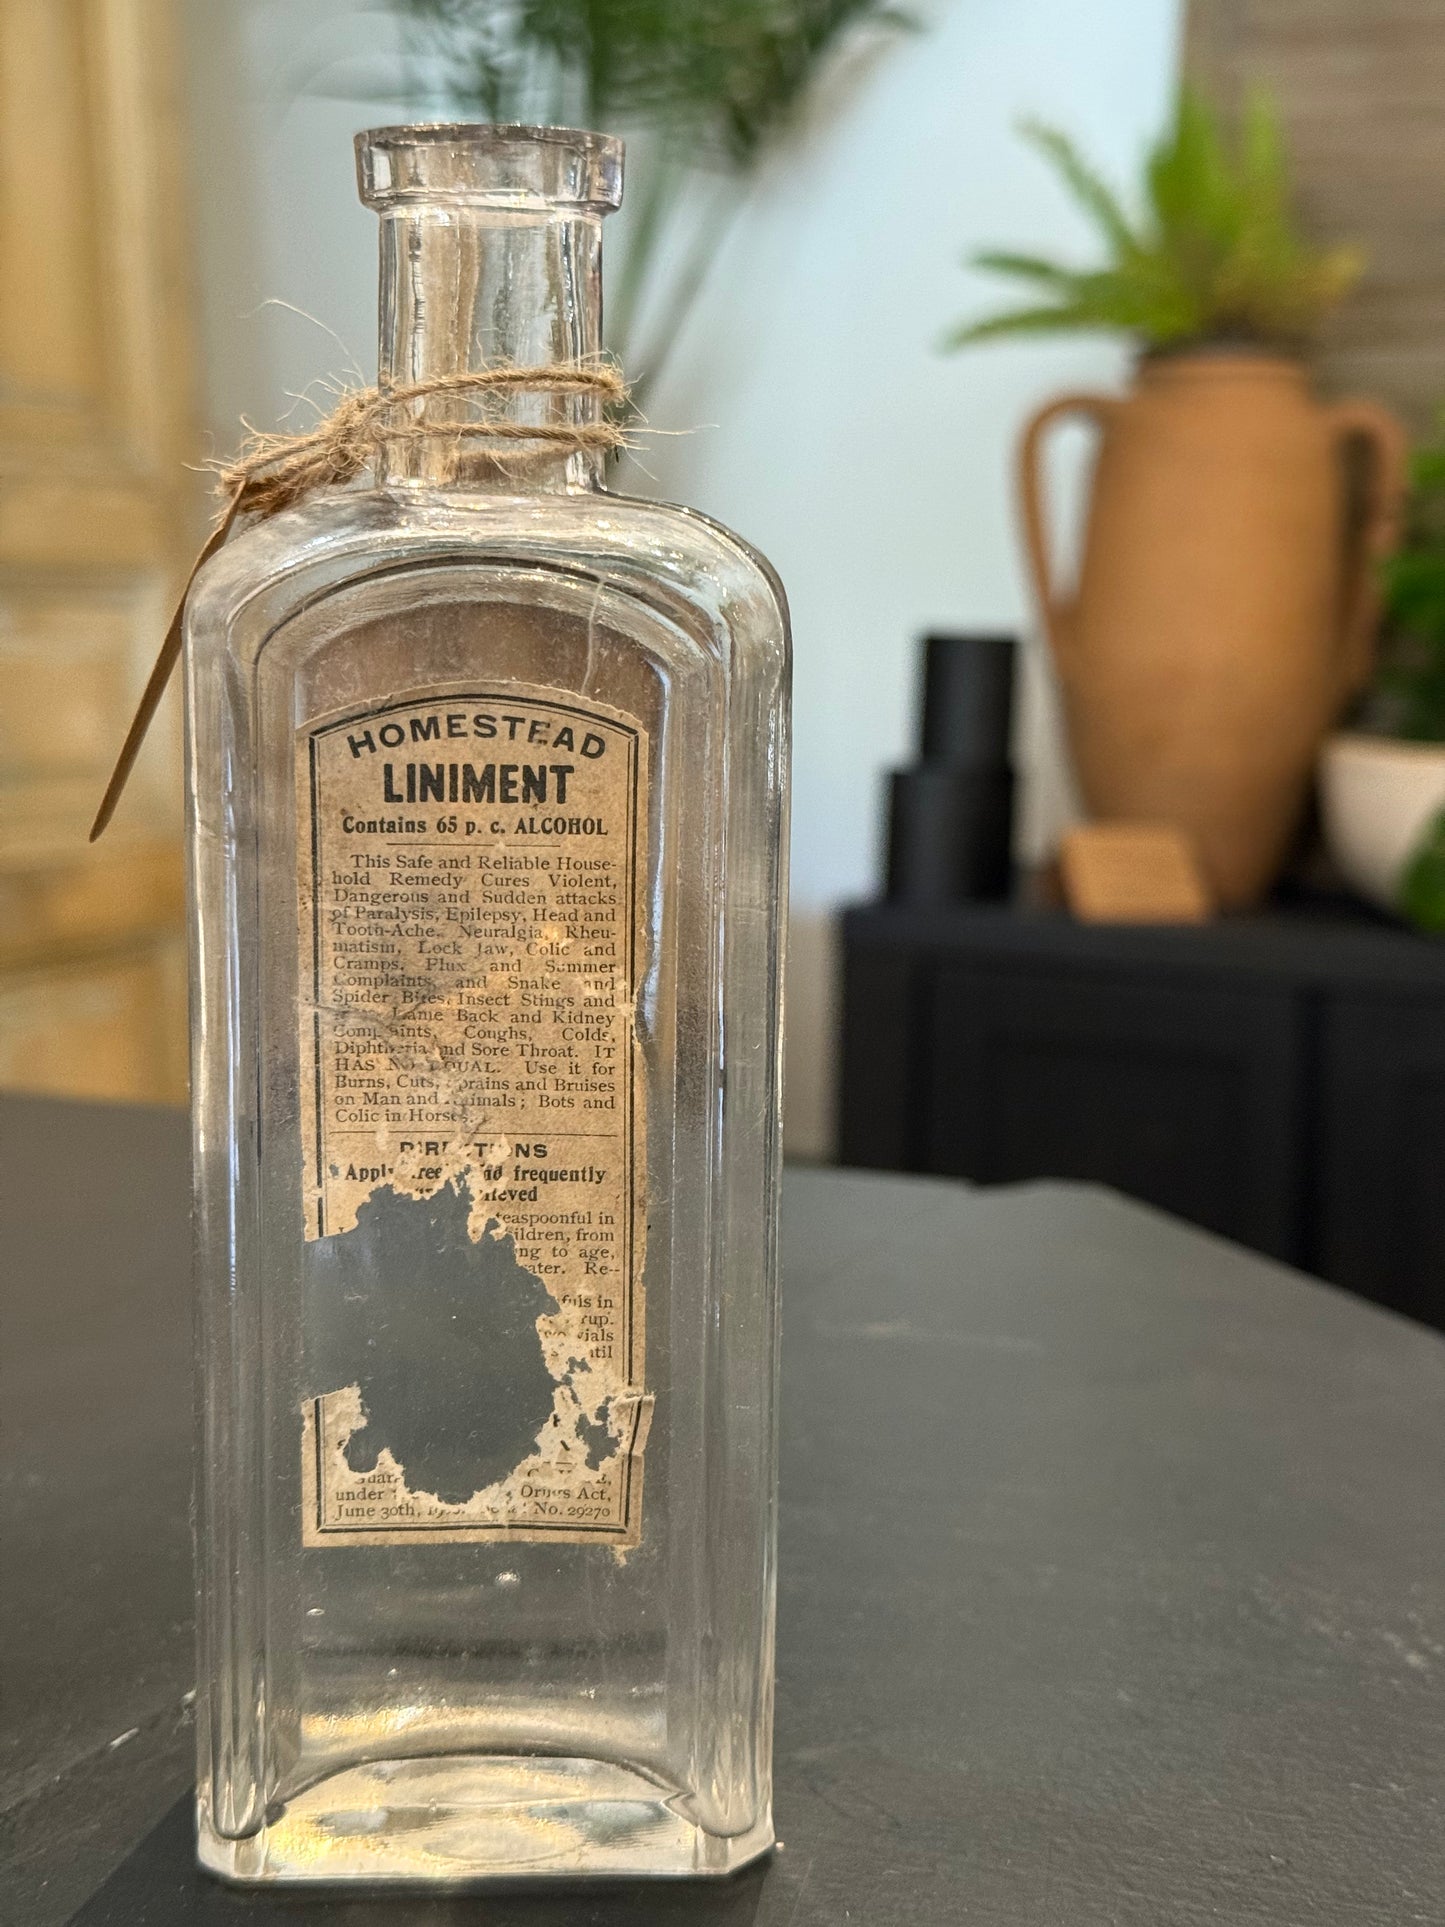 HOMESTEAD
LINIMENT
Contains 65 p. c. ALCOHOL
This Safe and Reliable House-
hold Remedy Cures Violent,
Dangerous and Sudden attacks
of Paralysis, Epilepsy, Head and
Tooth-Ache, Neuralgia, Rheu-
matism, Lock Jaw, Colic and
Cramps, Flux and Summer
Complaints, and Snake and
Spider Bites, Insect Stings and
Lame Back and Kidney
Complaints, Coughs, Colds,
Diphtheria and Sore Throat. IT
HAS NO EQUAL. Use it for
Burns, Cuts, Sprains and Bruises
on Man and Animals; Bots and
Colic in Horses.
DIRECTIONS
frequently
teaspoonful in
from
to age,
Re-
in
under Act,
June 30th, No. 29270